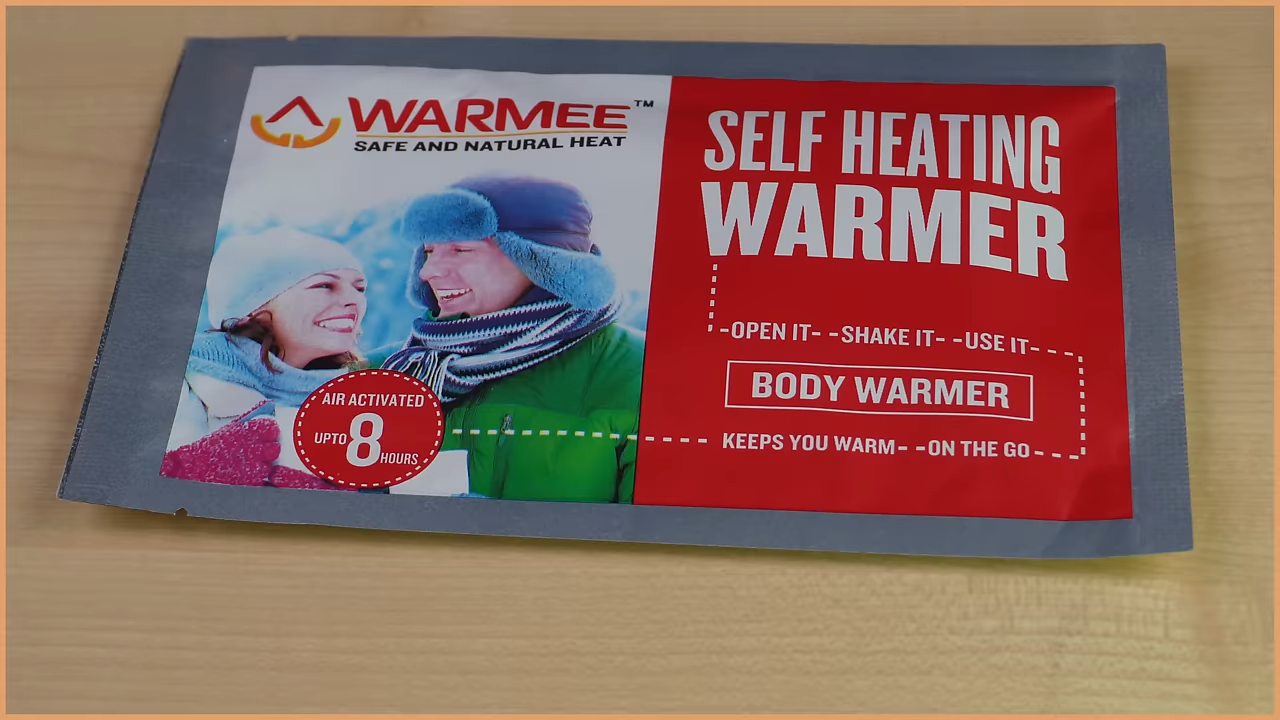 WARMEE™
SAFE AND NATURAL HEAT
AIR ACTIVATED
UPTO 8 HOURS
SELF HEATING
WARMER
OPEN IT - - SHAKE IT - - USE IT
BODY WARMER
KEEPS YOU WARM - - ON THE GO